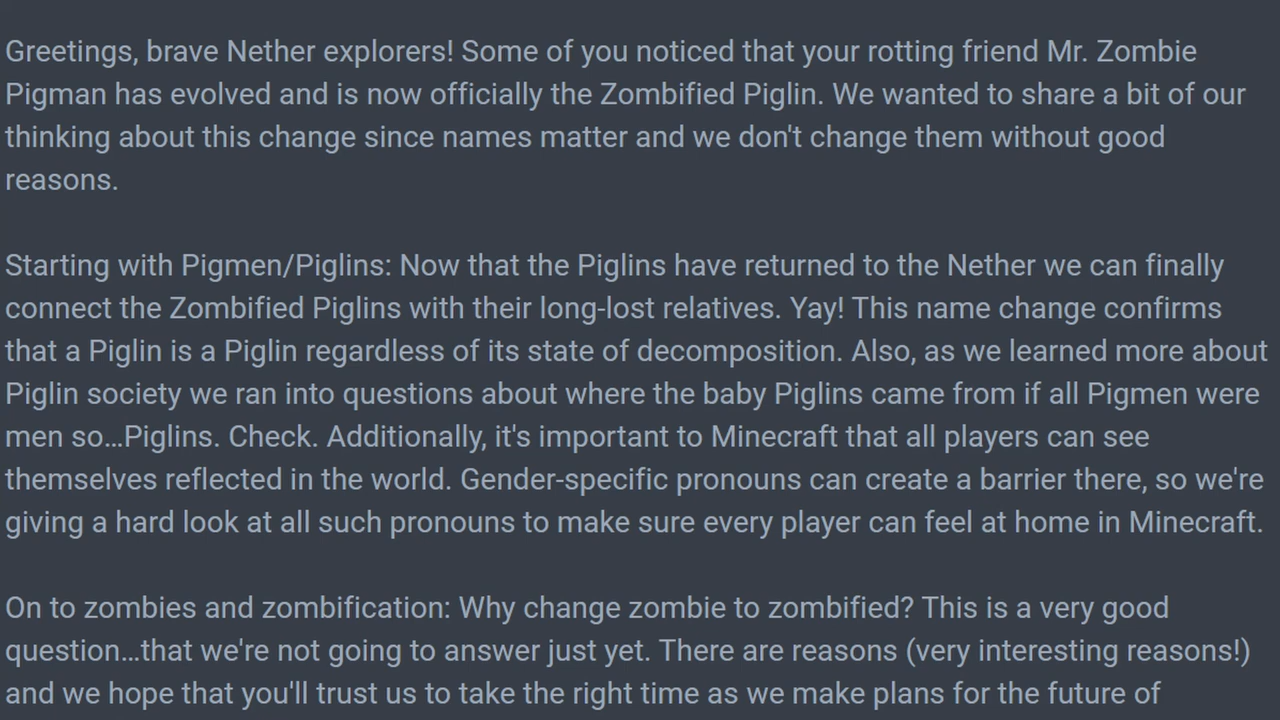 Greetings, brave Nether explorers! Some of you noticed that your rotting friend Mr. Zombie
Pigman has evolved and is now officially the Zombified Piglin. We wanted to share a bit of our
thinking about this change since names matter and we don't change them without good
reasons.
Starting with Pigmen/Piglins: Now that the Piglins have returned to the Nether we can finally
connect the Zombified Piglins with their long-lost relatives. Yay! This name change confirms
that a Piglin is a Piglin regardless of its state of decomposition. Also, as we learned more about
Piglin society we ran into questions about where the baby Piglins came from if all Pigmen were
men so…Piglins. Check. Additionally, it's important to Minecraft that all players can see
themselves reflected in the world. Gender-specific pronouns can create a barrier there, so we're
giving a hard look at all such pronouns to make sure every player can feel at home in Minecraft.
On to zombies and zombification: Why change zombie to zombified? This is a very good
question…that we're not going to answer just yet. There are reasons (very interesting reasons!)
and we hope that you'll trust us to take the right time as we make plans for the future of